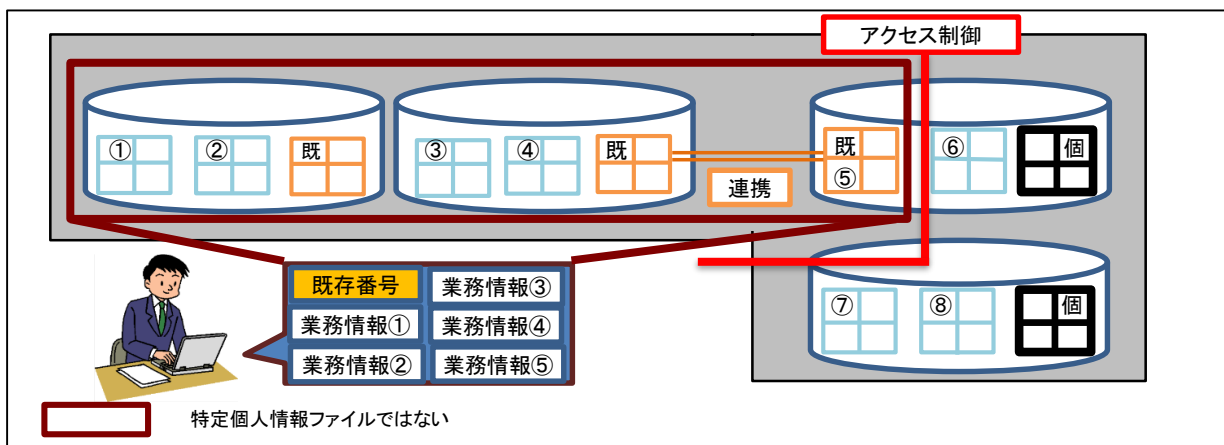 アクセス制御
① ② 既 ③ ④ 既 既 ⑥ 個
⑤
連携
既存番号 業務情報③
業務情報① 業務情報④
業務情報② 業務情報⑤
⑦ ⑧ 個
特定個人情報ファイルではない